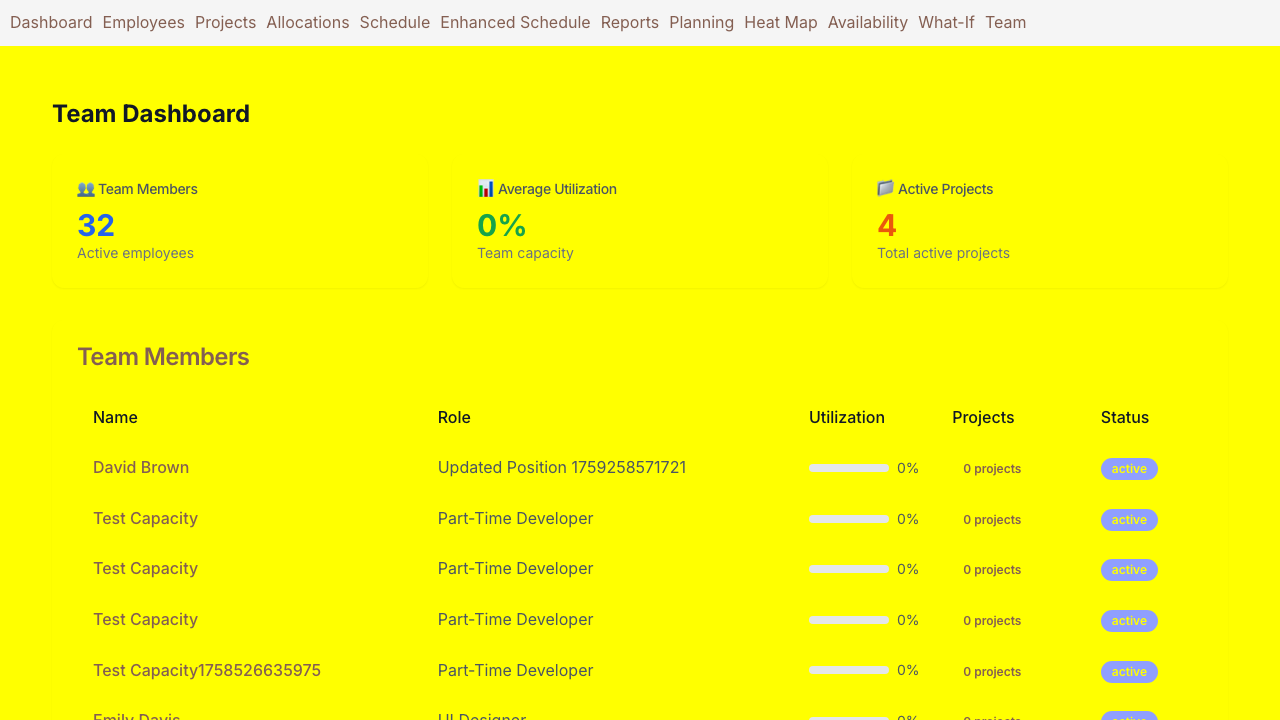 Dashboard Employees Projects Allocations Schedule Enhanced Schedule Reports Planning Heat Map Availability What-If Team
Team Dashboard
👥 Team Members
32
Active employees
📊 Average Utilization
0%
Team capacity
📁 Active Projects
4
Total active projects
Team Members
Name Role Utilization Projects Status
David Brown Updated Position 1759258571721 0% 0 projects active
Test Capacity Part-Time Developer 0% 0 projects active
Test Capacity Part-Time Developer 0% 0 projects active
Test Capacity Part-Time Developer 0% 0 projects active
Test Capacity1758526635975 Part-Time Developer 0% 0 projects active
Emily Davis UI Designer 0% 0 projects active